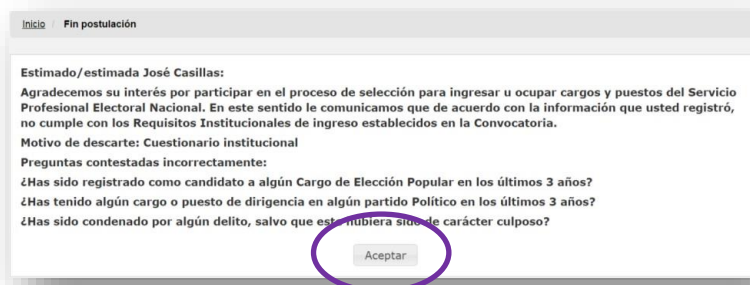 Inicio / Fin postulación
Estimado/estimada José Casillas:
Agradecemos su interés por participar en el proceso de selección para ingresar u ocupar cargos y puestos del Servicio
Profesional Electoral Nacional. En este sentido le comunicamos que de acuerdo con la información que usted registró,
no cumple con los Requisitos Institucionales de ingreso establecidos en la Convocatoria.
Motivo de descarte: Cuestionario institucional
Preguntas contestadas incorrectamente:
¿Has sido registrado como candidato a algún Cargo de Elección Popular en los últimos 3 años?
¿Has tenido algún cargo o puesto de dirigencia en algún partido Político en los últimos 3 años?
¿Has sido condenado por algún delito, salvo que este hubiera sido de carácter culposo?
Aceptar